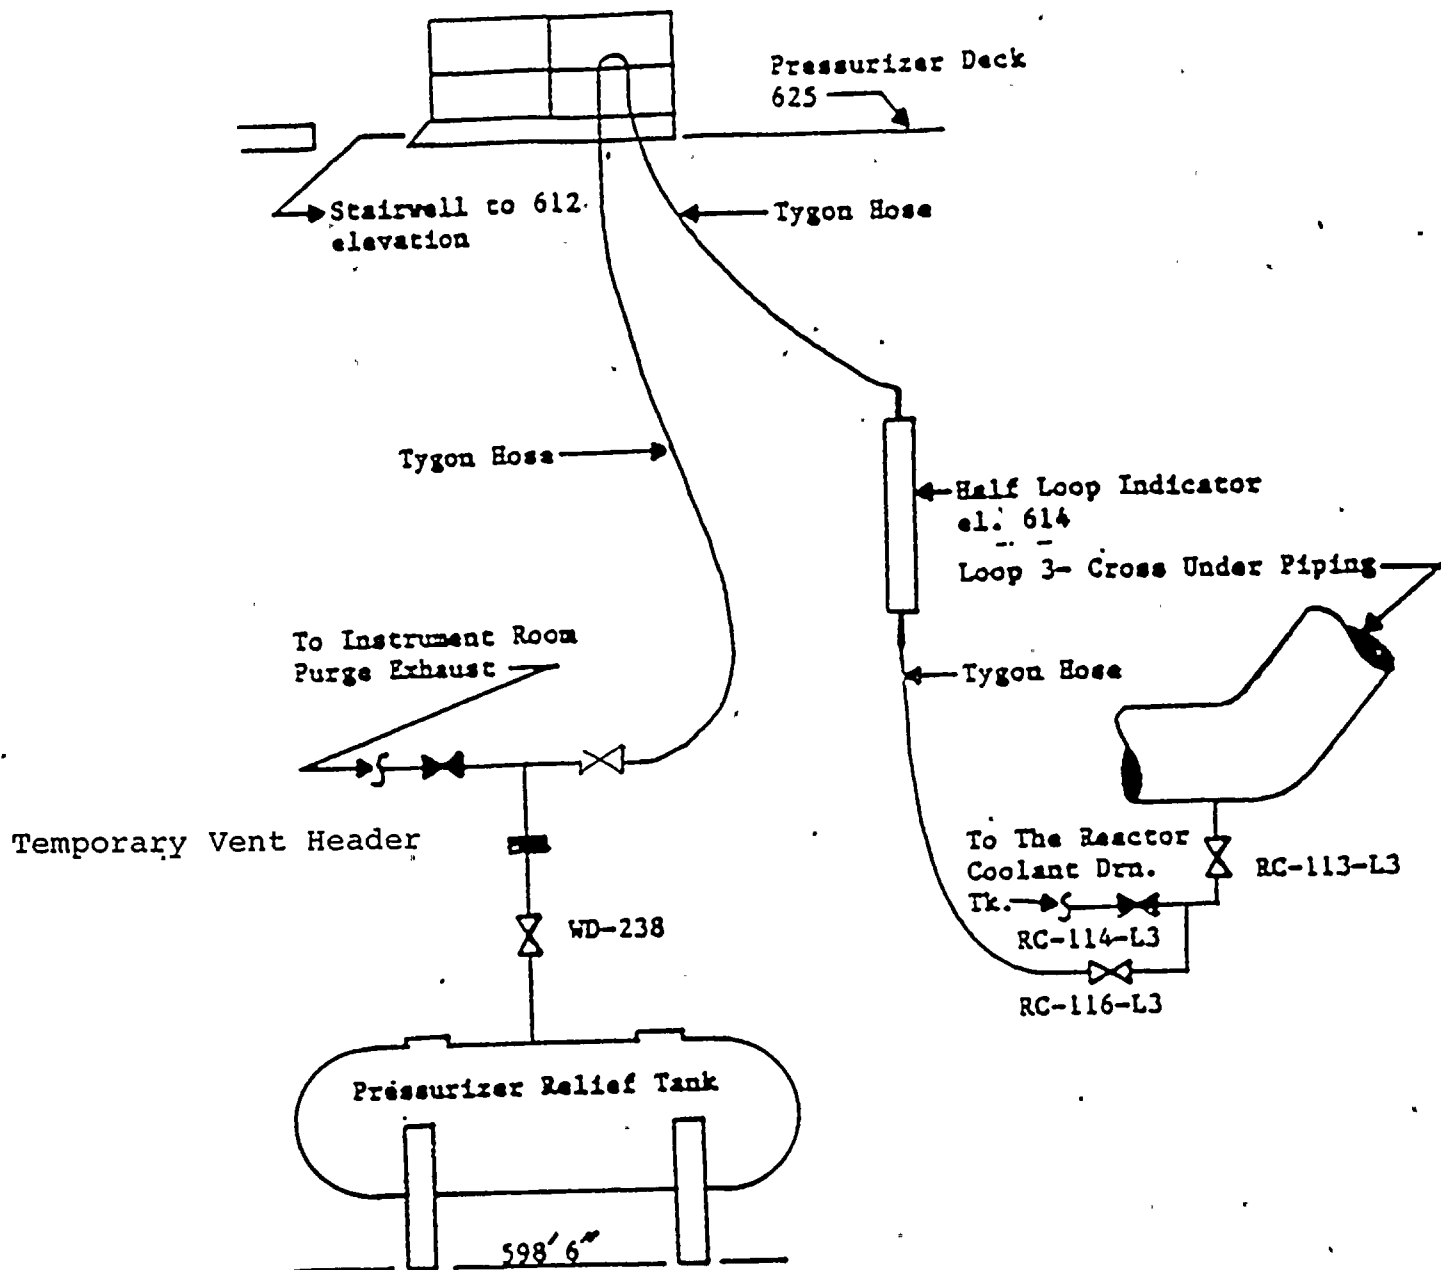 Pressurizer Deck
625
Stairwell to 612
elevation
Tygon Hose
Tygon Hose
Half Loop Indicator
el. 614
Loop 3- Cross Under Piping
To Instrument Room
Purge Exhaust
Tygon Hose
Temporary Vent Header
To The Reactor
Coolant Drn.
Tk.
RC-113-L3
WD-238
RC-114-L3
RC-116-L3
Pressurizer Relief Tank
598' 6"